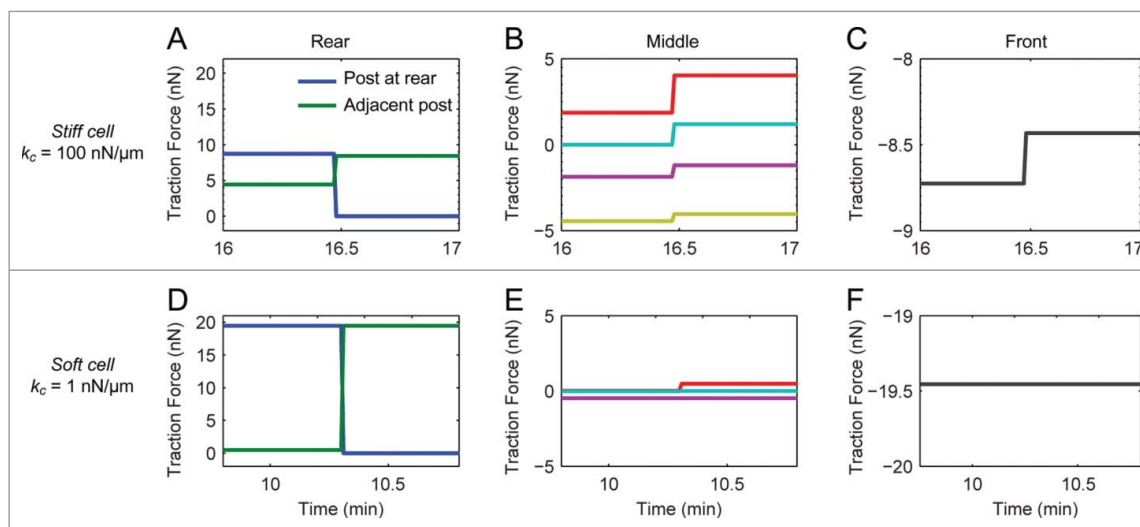 A
Rear
Traction Force (nN)
20
15
10
5
0
16
16.5
17
Post at rear
Adjacent post
B
Middle
Traction Force (nN)
5
0
−5
16
16.5
17
C
Front
Traction Force (nN)
−8
−8.5
−9
16
16.5
17
Stiff cell
kc = 100 nN/µm
D
Traction Force (nN)
20
15
10
5
0
10
10.5
Time (min)
E
Traction Force (nN)
5
0
−5
10
10.5
Time (min)
F
Traction Force (nN)
−19
−19.5
−20
10
10.5
Time (min)
Soft cell
kc = 1 nN/µm